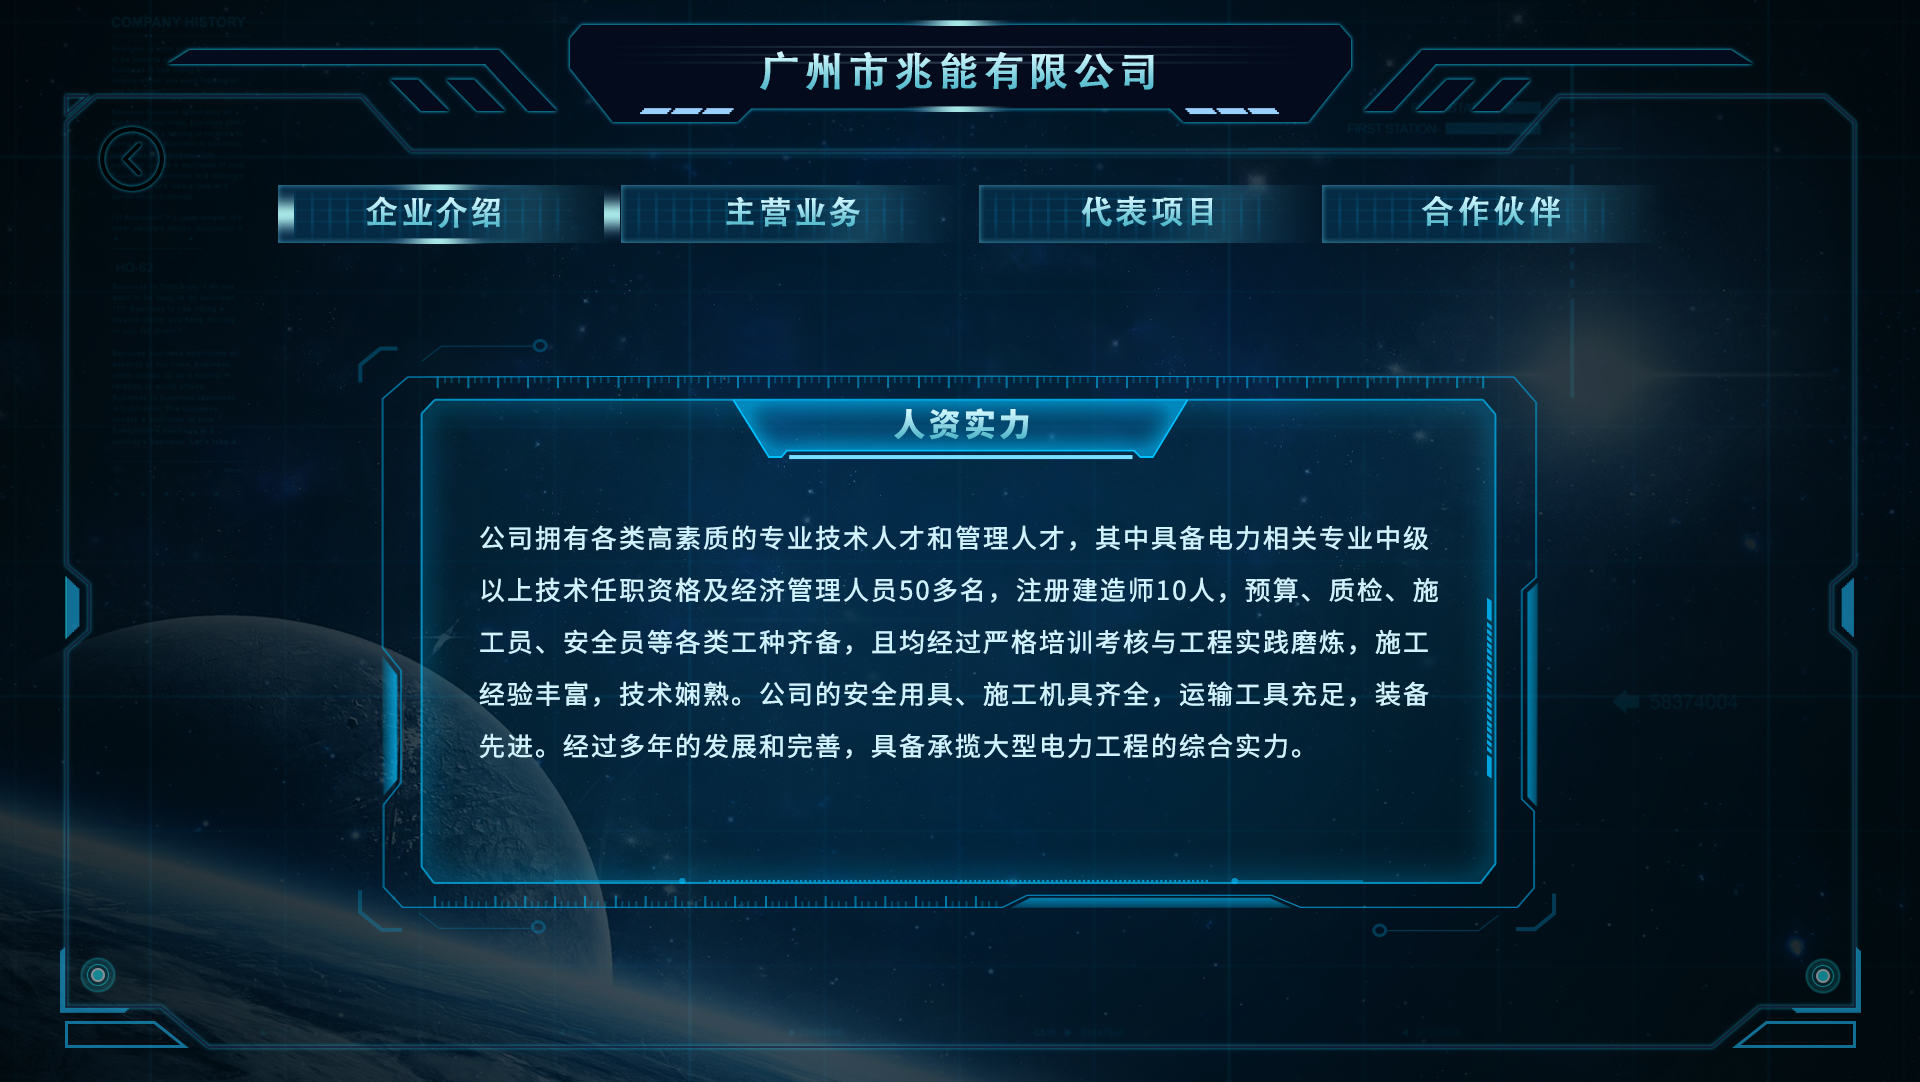 COMPANY HISTORY
广州市兆能有限公司
FIRST STATION
企业介绍
主营业务
代表项目
合作伙伴
HO-62
人资实力
公司拥有各类高素质的专业技术人才和管理人才，其中具备电力相关专业中级
以上技术任职资格及经济管理人员50多名，注册建造师10人，预算、质检、施
工员、安全员等各类工种齐备，且均经过严格培训考核与工程实践磨炼，施工
经验丰富，技术娴熟。公司的安全用具、施工机具齐全，运输工具充足，装备
先进。经过多年的发展和完善，具备承揽大型电力工程的综合实力。
58374004